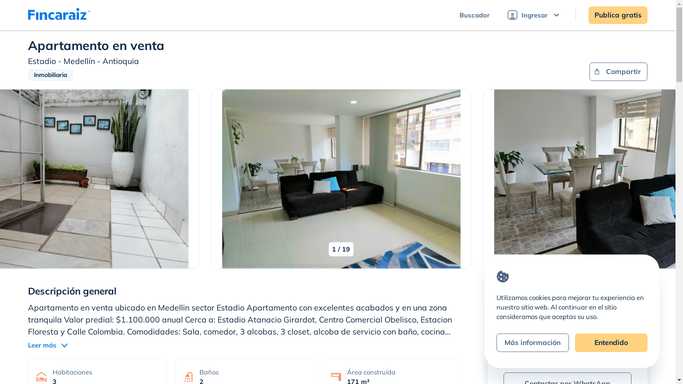 Fincaraiz
Buscador
Ingresar
Publica gratis
Apartamento en venta
Estadio - Medellín - Antioquia
Inmobiliaria
Compartir
1 / 19
Descripción general
Apartamento en venta ubicado en Medellin sector Estadio Apartamento con excelentes acabados y en una zona
tranquila Valor predial: $1.100.000 anual Cerca a: Estadio Atanacio Girardot, Centro Comercial Obelisco, Estacion
Floresta y Calle Colombia. Comodidades: Sala, comedor, 3 alcobas, 3 closet, alcoba de servicio con baño, cocina...
Leer más
Habitaciones
3
Baños
2
Área construida
171 m²
Utilizamos cookies para mejorar tu experiencia en
nuestro sitio web. Al continuar en el sitio
consideramos que aceptas su uso.
Más información
Entendido
Contactar por WhatsApp